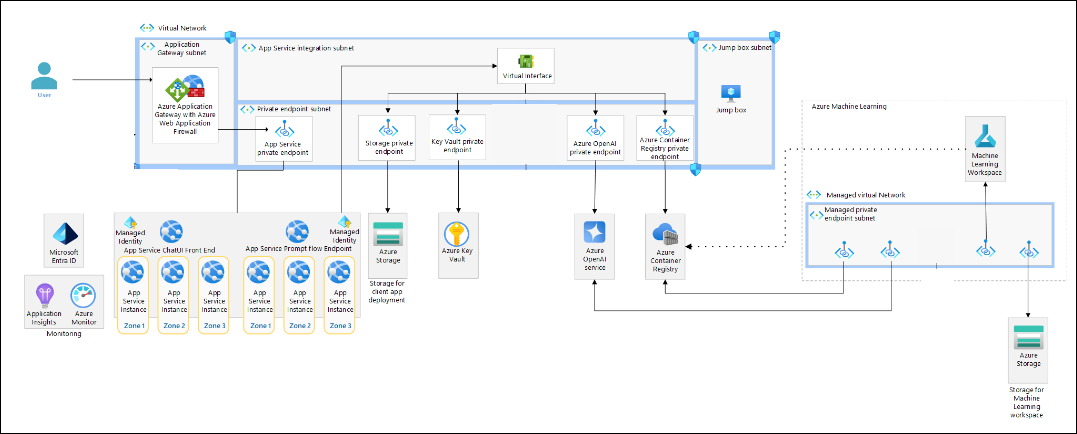 Virtual Network
Application
Gateway subnet
App Service integration subnet
Jump box subnet
User
Azure Application
Gateway with Azure
Web Application
Firewall
Virtual interface
Jump box
Private endpoint subnet
App Service
private endpoint
Storage private
endpoint
Key Vault private
endpoint
Azure OpenAI
private endpoint
Azure Container
Registry private
endpoint
Azure Machine Learning
Machine
Learning
Workspace
Managed virtual Network
Managed private
endpoint subnet
Microsoft
Entra ID
Managed
Identity
App Service ChatUI Front End
App Service Prompt flow Endpoint
Managed
Identity
App
Service
Instance
App
Service
Instance
App
Service
Instance
App
Service
Instance
App
Service
Instance
App
Service
Instance
Zone 1
Zone 2
Zone 3
Zone 1
Zone 2
Zone 3
Application
Insights
Azure
Monitor
Monitoring
Azure
Storage
Storage for
client app
deployment
Azure Key
Vault
Azure
OpenAI
service
Azure
Container
Registry
Azure
Storage
Storage for
Machine
Learning
workspace